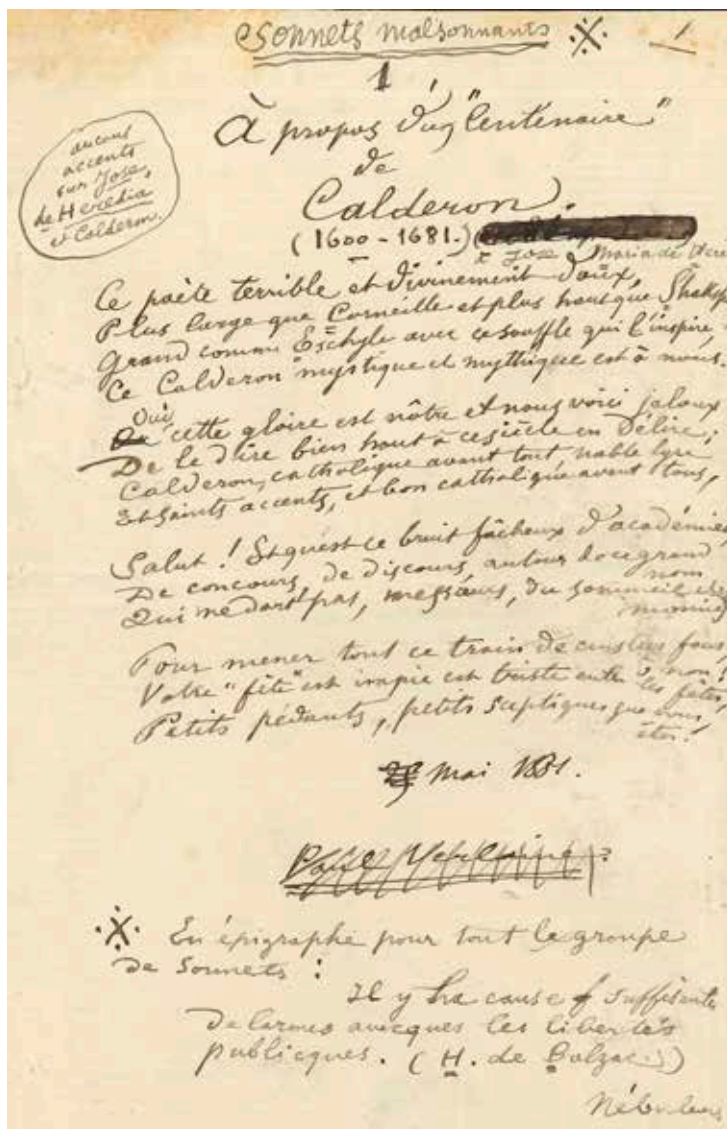 Sonnets malsonnants ※ 1
1
À propos d'un "Centenaire"
de
Calderon.
(1600-1681.)
à José Maria de Here
aucuns
accents
sur Jose,
de Heredia
et Calderon.
Ce poète terrible et divinement doux,
Plus large que Corneille et plus haut que Shaksp
Grand comme Eschyle avec ce souffle qui l'inspire,
Ce Calderon mystique et mythique est à nous.
Oui cette gloire est nôtre et nous voici jaloux
De le dire bien haut à ce siècle en délire;
Calderon, catholique avant tout noble lyre
Et saints accents, et bon catholique avant tous,
Salut! Et qu'est ce bruit fâcheux d'académies,
De concours, de discours, autour de ce grand
nom
Qui ne dort pas, messieurs, du sommeil des
momies
Pour mener tout ce train de cuistres fous,
non!
Votre "fête" est impie est triste entre les fêtes,
Petits pédants, petits sceptiques que vous
êtes!
Mai 1881.
Paul Verlaine
※ En épigraphe pour tout le groupe
de Sonnets :
Il y ha cause suffisante
de larmes avecques les libertés
publicques. (H. de Balzac.)